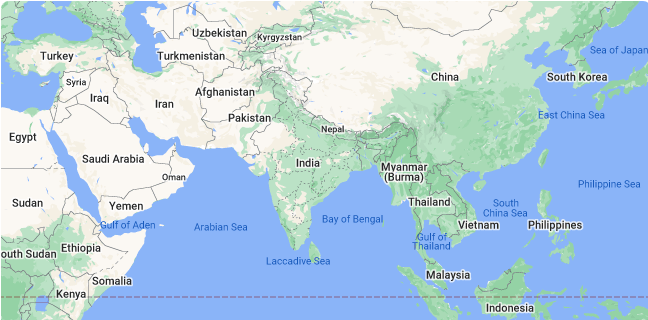 Uzbekistan
Kyrgyzstan
Sea of Japan
Turkey
Turkmenistan
China
South Korea
Syria
Iraq
Iran
Afghanistan
East China Sea
Pakistan
Nepal
Egypt
Saudi Arabia
India
Myanmar
(Burma)
Oman
Philippine Sea
Sudan
Yemen
Thailand
South
China Sea
Gulf of Aden
Arabian Sea
Bay of Bengal
Vietnam
Philippines
Gulf of
Thailand
outh Sudan
Ethiopia
Laccadive Sea
Somalia
Malaysia
Kenya
Indonesia